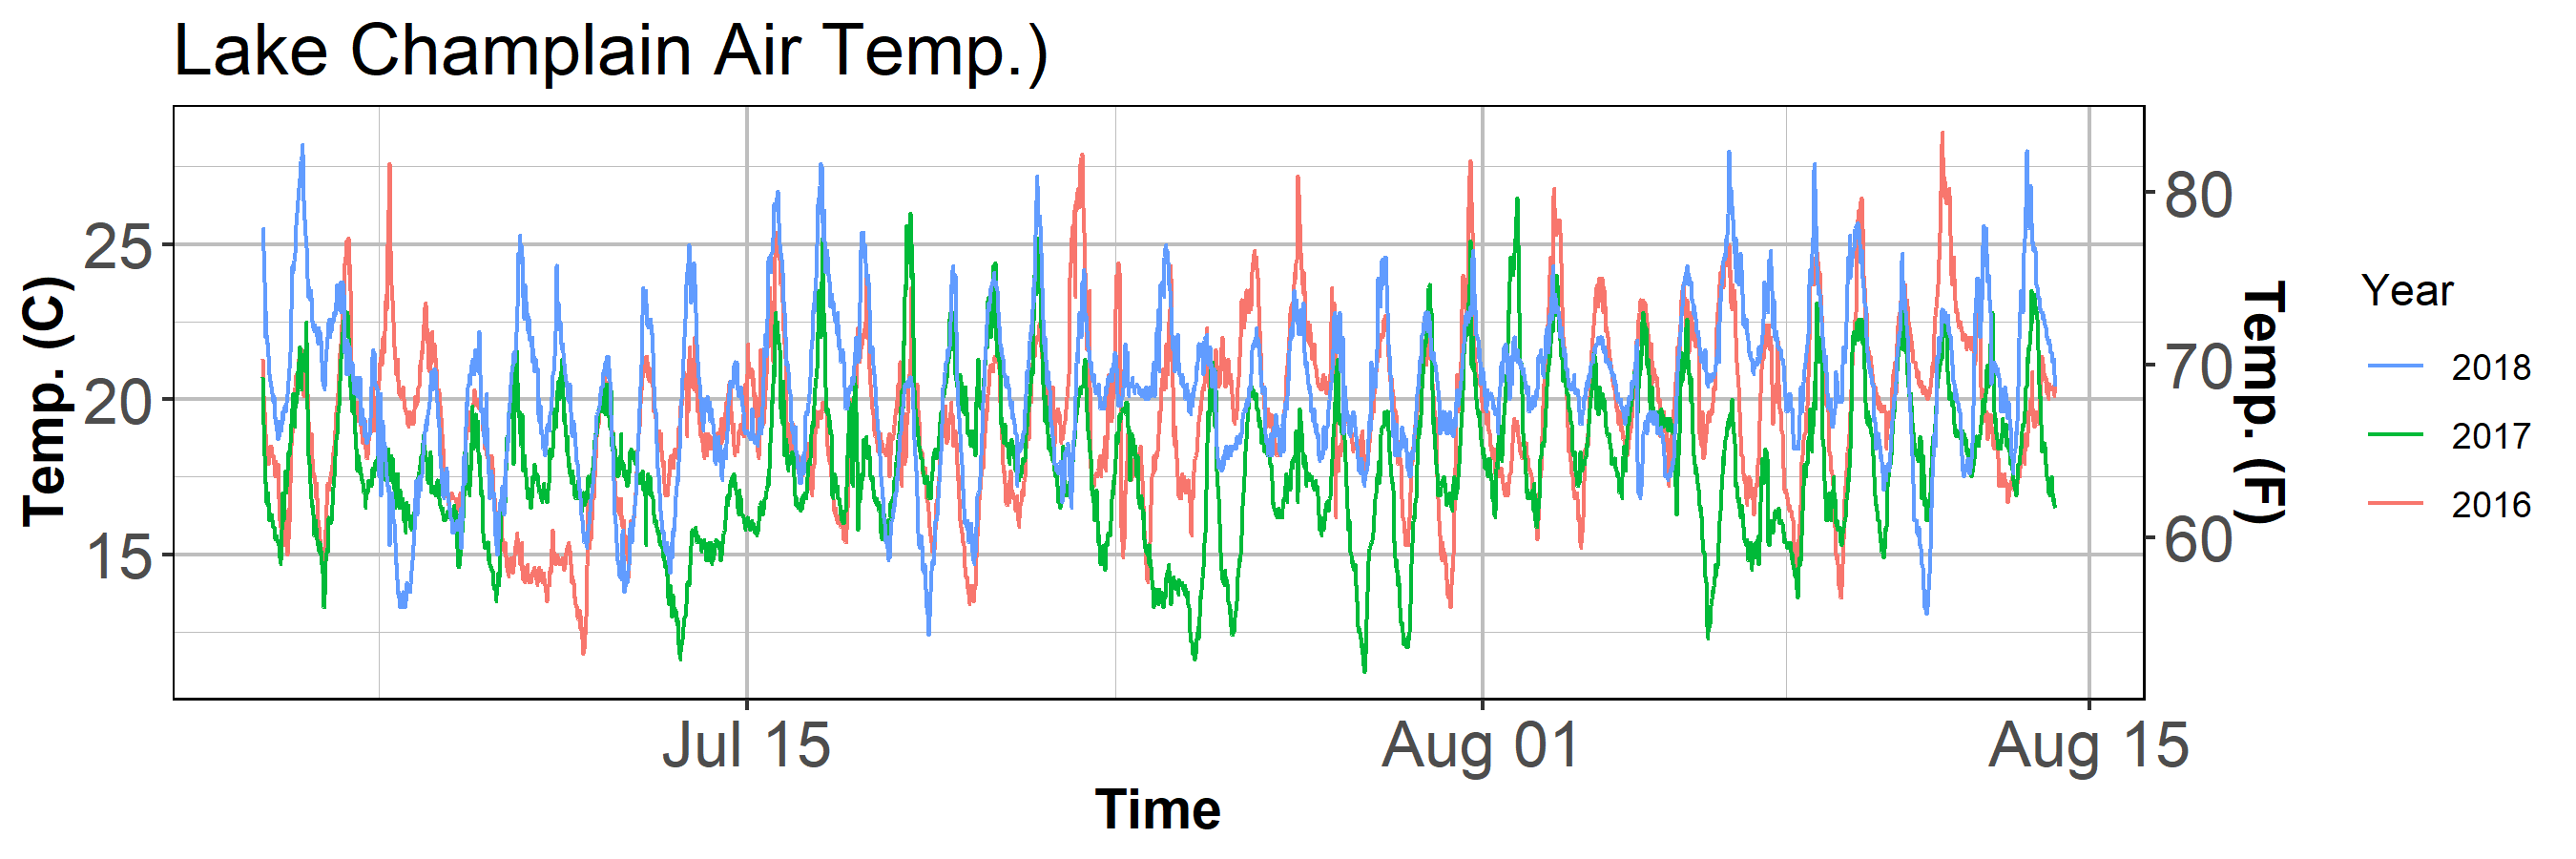 Lake Champlain Air Temp.)
Temp. (C)
25
20
15
80
70
60
Temp. (F)
Jul 15
Aug 01
Aug 15
Time
Year
2018
2017
2016